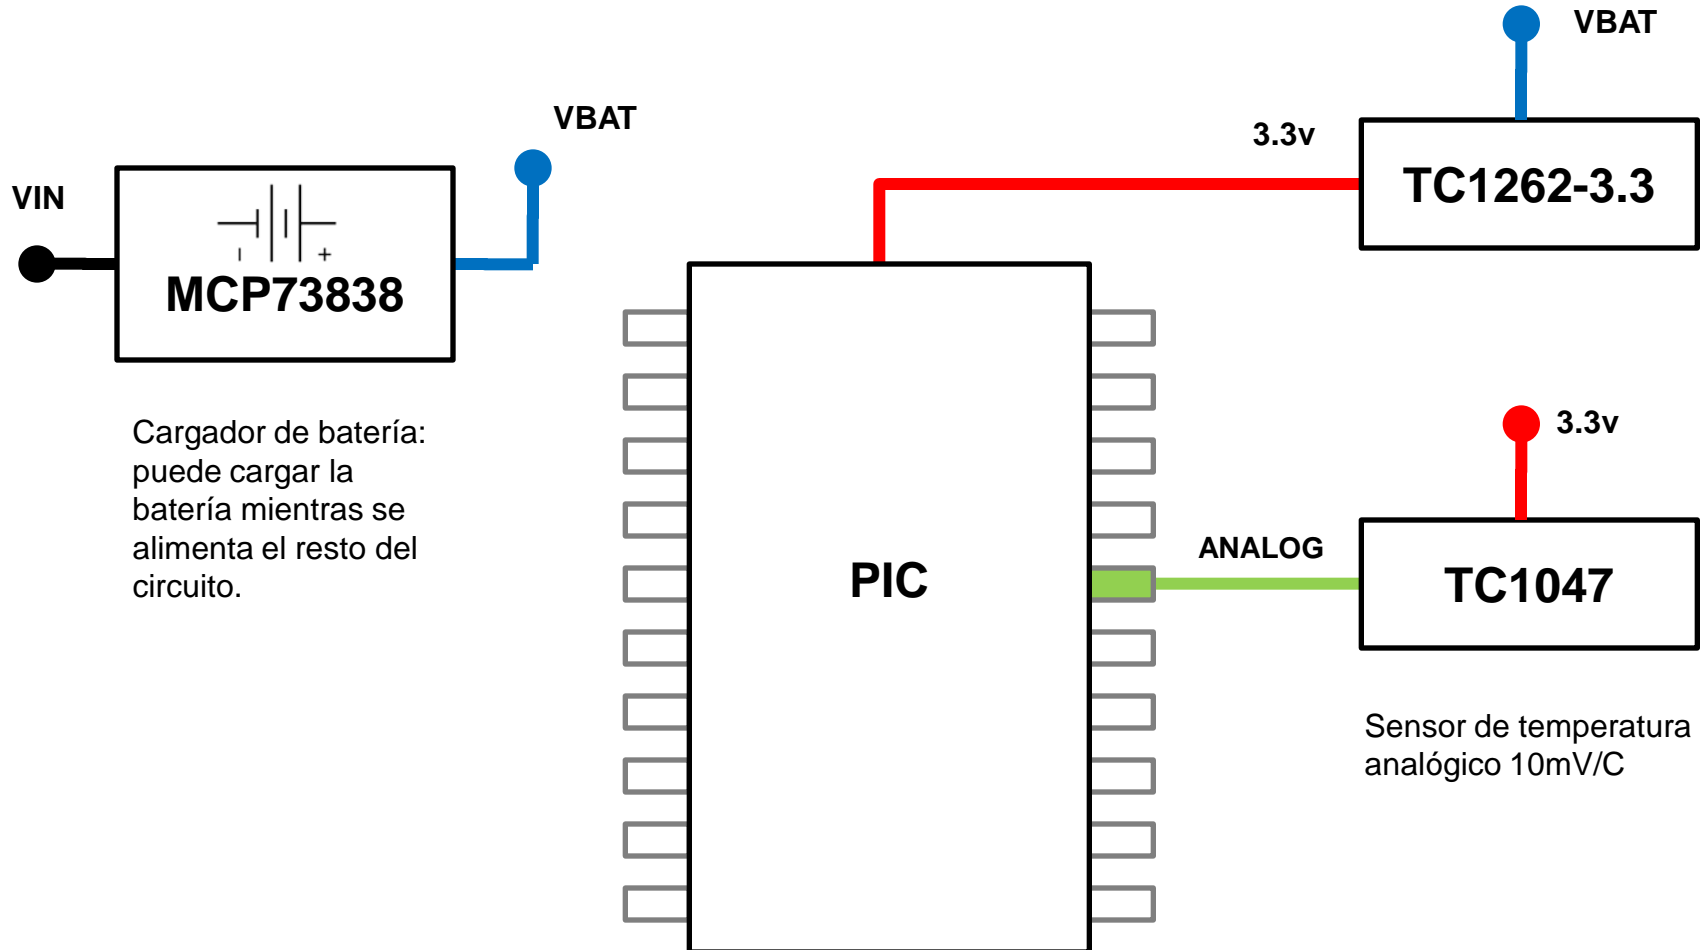 VBAT
VBAT
3.3v
VIN
TC1262-3.3
MCP73838
- +
3.3v
Cargador de batería:
puede cargar la
batería mientras se
alimenta el resto del
circuito.
ANALOG
PIC
TC1047
Sensor de temperatura
analógico 10mV/C